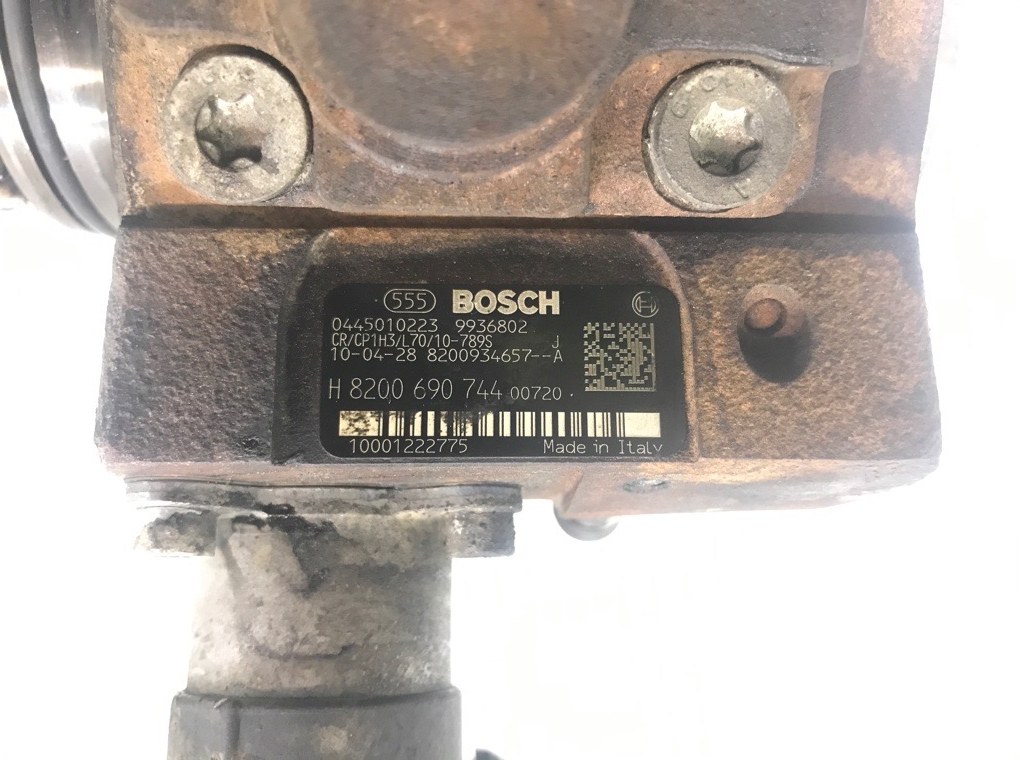 555 BOSCH
0445010223 9936802
CR/CP1H3/L70/10-789S J
10-04-28 8200934657--A
H 8200 690 744 00720
10001222775 Made in Italy